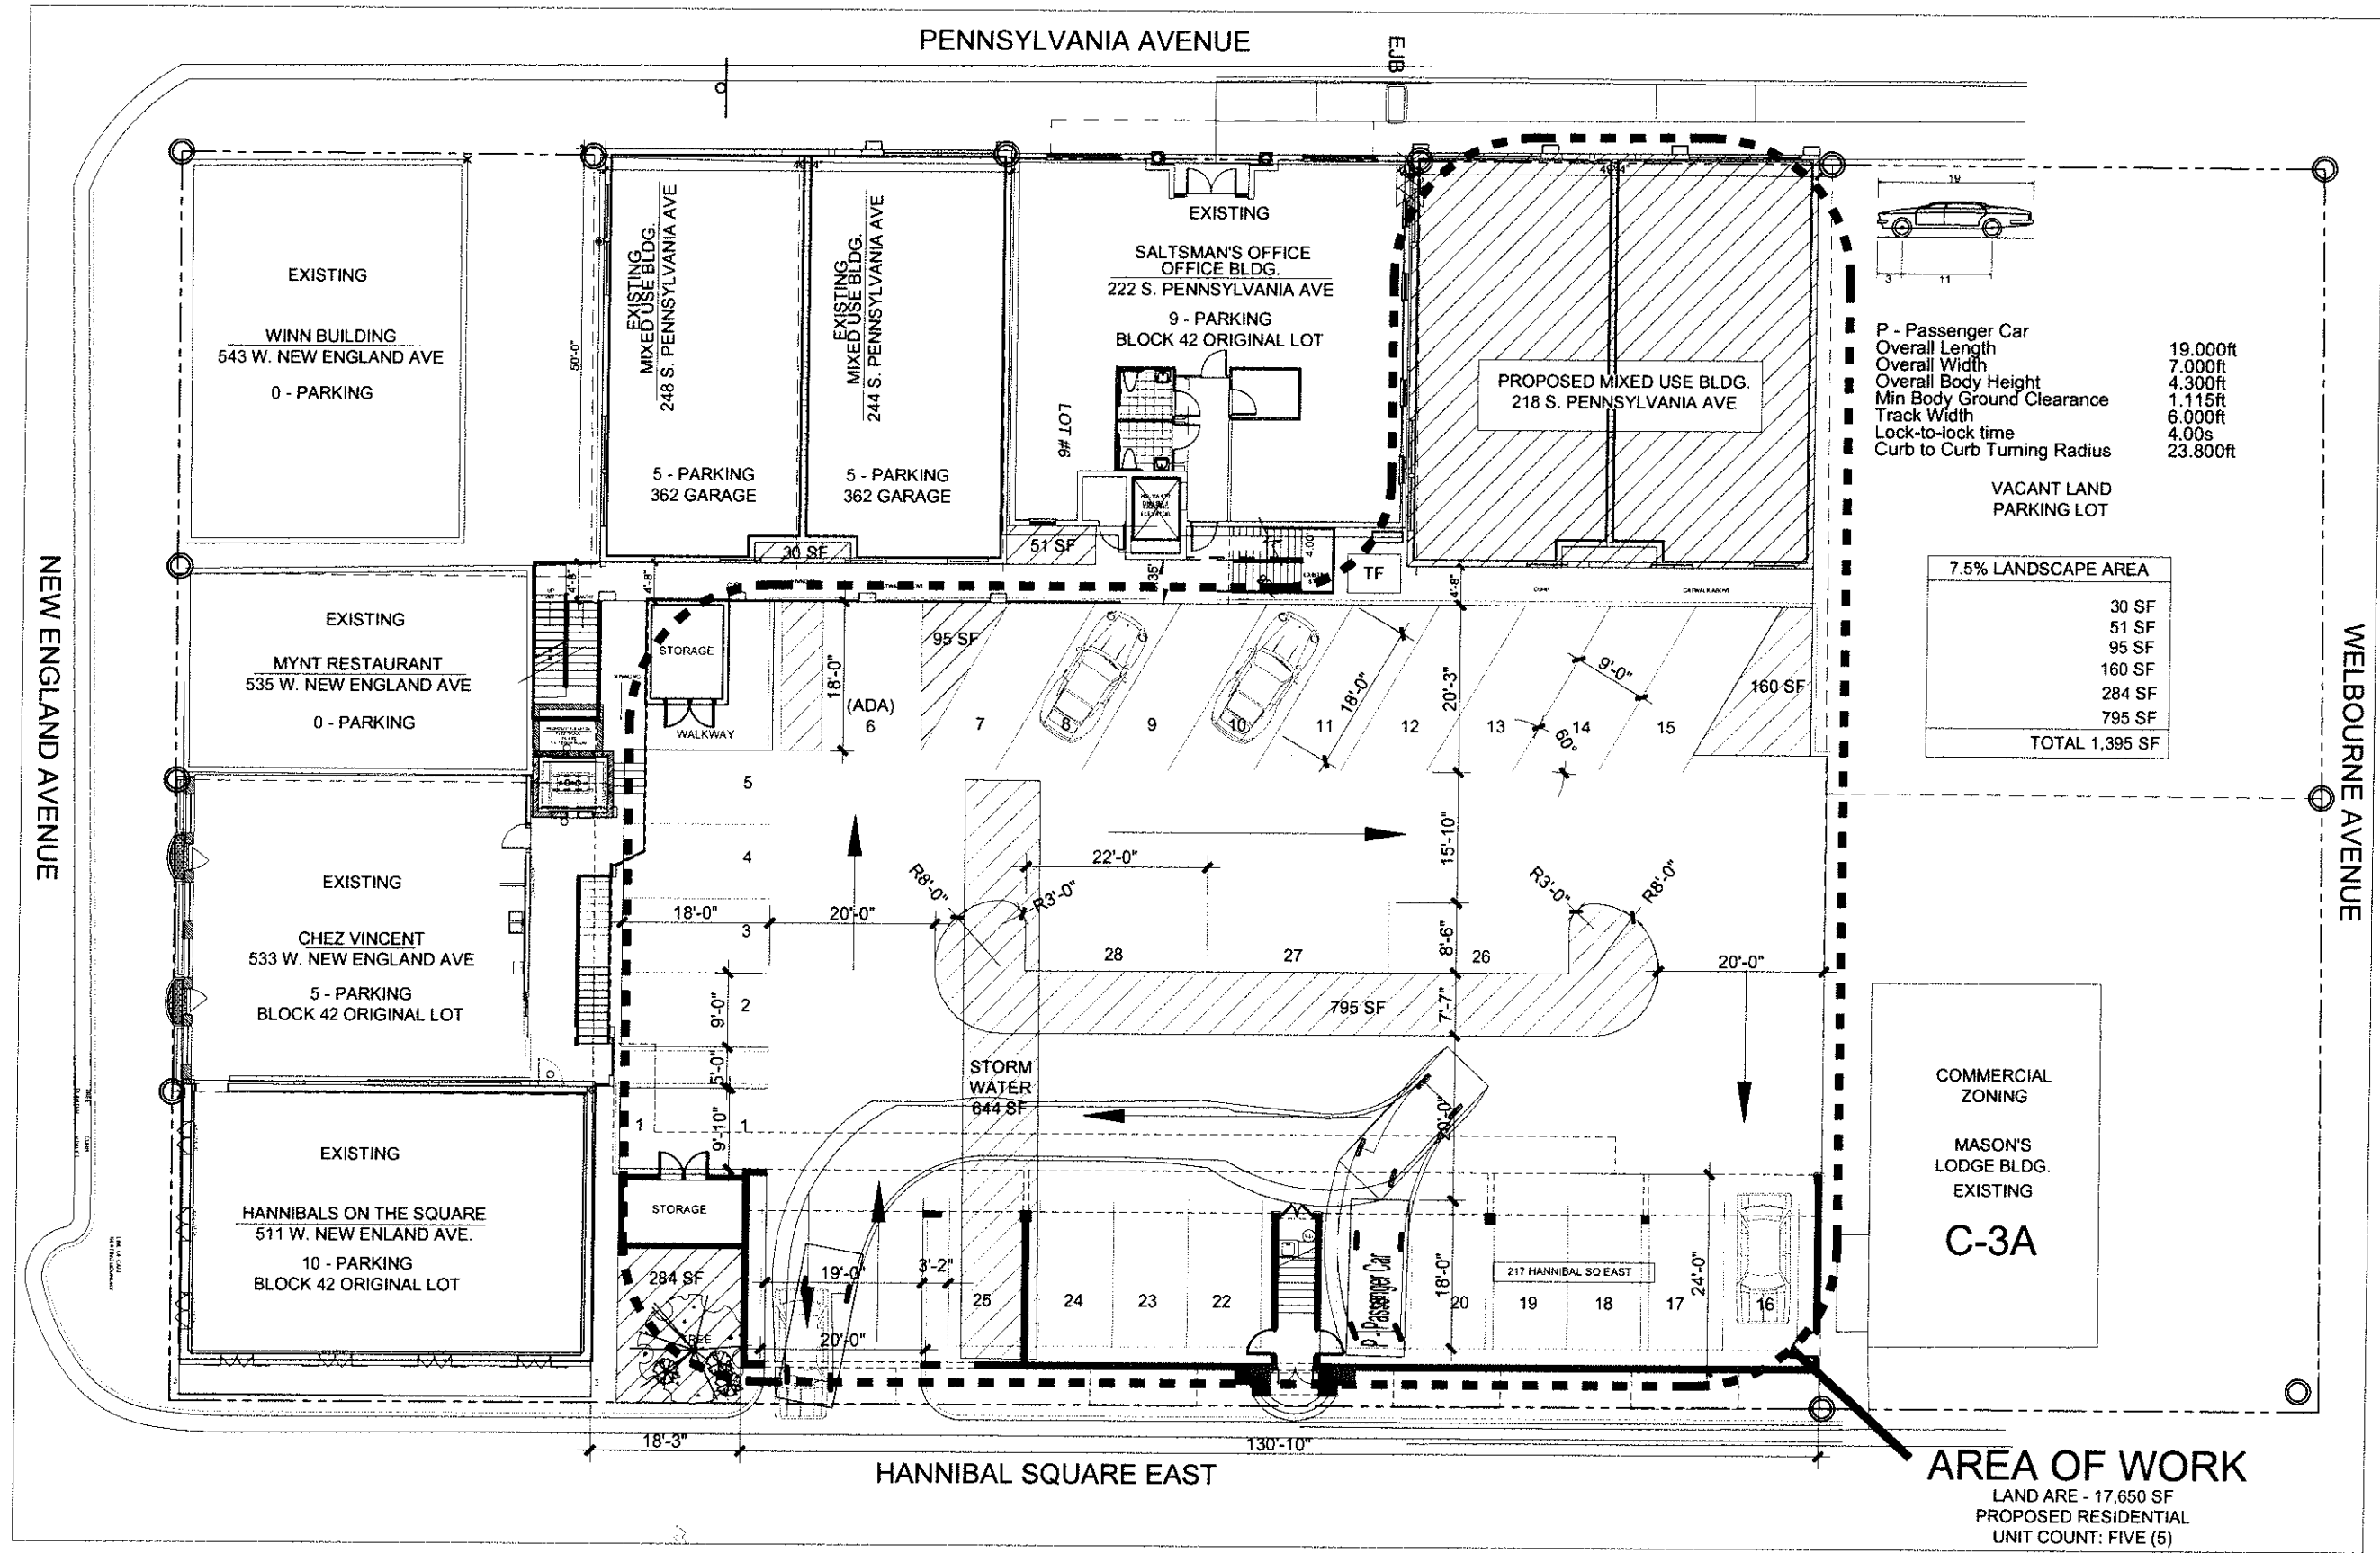 PENNSYLVANIA AVENUE
EJB
EXISTING
WINN BUILDING
543 W. NEW ENGLAND AVE
0 - PARKING
50'-0"
EXISTING
MIXED USE BLDG.
248 S. PENNSYLVANIA AVE
5 - PARKING
362 GARAGE
EXISTING
MIXED USE BLDG.
244 S. PENNSYLVANIA AVE
5 - PARKING
362 GARAGE
30 SF
EXISTING
SALTSMAN'S OFFICE
OFFICE BLDG.
222 S. PENNSYLVANIA AVE
9 - PARKING
BLOCK 42 ORIGINAL LOT
LOT #6
51 SF
4.00'
TF
PROPOSED MIXED USE BLDG.
218 S. PENNSYLVANIA AVE
19
3
11
P - Passenger Car
Overall Length 19.000ft
Overall Width 7.000ft
Overall Body Height 4.300ft
Min Body Ground Clearance 1.115ft
Track Width 6.000ft
Lock-to-lock time 4.00s
Curb to Curb Turning Radius 23.800ft
VACANT LAND
PARKING LOT
7.5% LANDSCAPE AREA
30 SF
51 SF
95 SF
160 SF
284 SF
795 SF
TOTAL 1,395 SF
NEW ENGLAND AVENUE
WELBOURNE AVENUE
4'-8"
4'-8"
4'-8"
EXISTING
MYNT RESTAURANT
535 W. NEW ENGLAND AVE
0 - PARKING
STORAGE
WALKWAY
18'-0"
(ADA)
6
95 SF
7
8
9
10
11
18'-0"
12
20'-3"
13
60°
14
9'-0"
15
160 SF
5
4
3
2
1
1
18'-0"
20'-0"
9'-0"
5'-0"
9'-10"
R8'-0"
R3'-0"
22'-0"
15'-10"
R3'-0"
R8'-0"
28
27
8'-6"
26
20'-0"
795 SF
7'-7"
EXISTING
CHEZ VINCENT
533 W. NEW ENGLAND AVE
5 - PARKING
BLOCK 42 ORIGINAL LOT
STORM
WATER
644 SF
20'-0"
EXISTING
HANNIBALS ON THE SQUARE
511 W. NEW ENLAND AVE.
10 - PARKING
BLOCK 42 ORIGINAL LOT
STORAGE
284 SF
TREE
19'-0"
3'-2"
20'-0"
25
24
23
22
P - Passenger Car
18'-0"
20
217 HANNIBAL SQ EAST
19
18
17
24'-0"
16
COMMERCIAL
ZONING
MASON'S
LODGE BLDG.
EXISTING
C-3A
18'-3"
130'-10"
HANNIBAL SQUARE EAST
AREA OF WORK
LAND ARE - 17,650 SF
PROPOSED RESIDENTIAL
UNIT COUNT: FIVE (5)